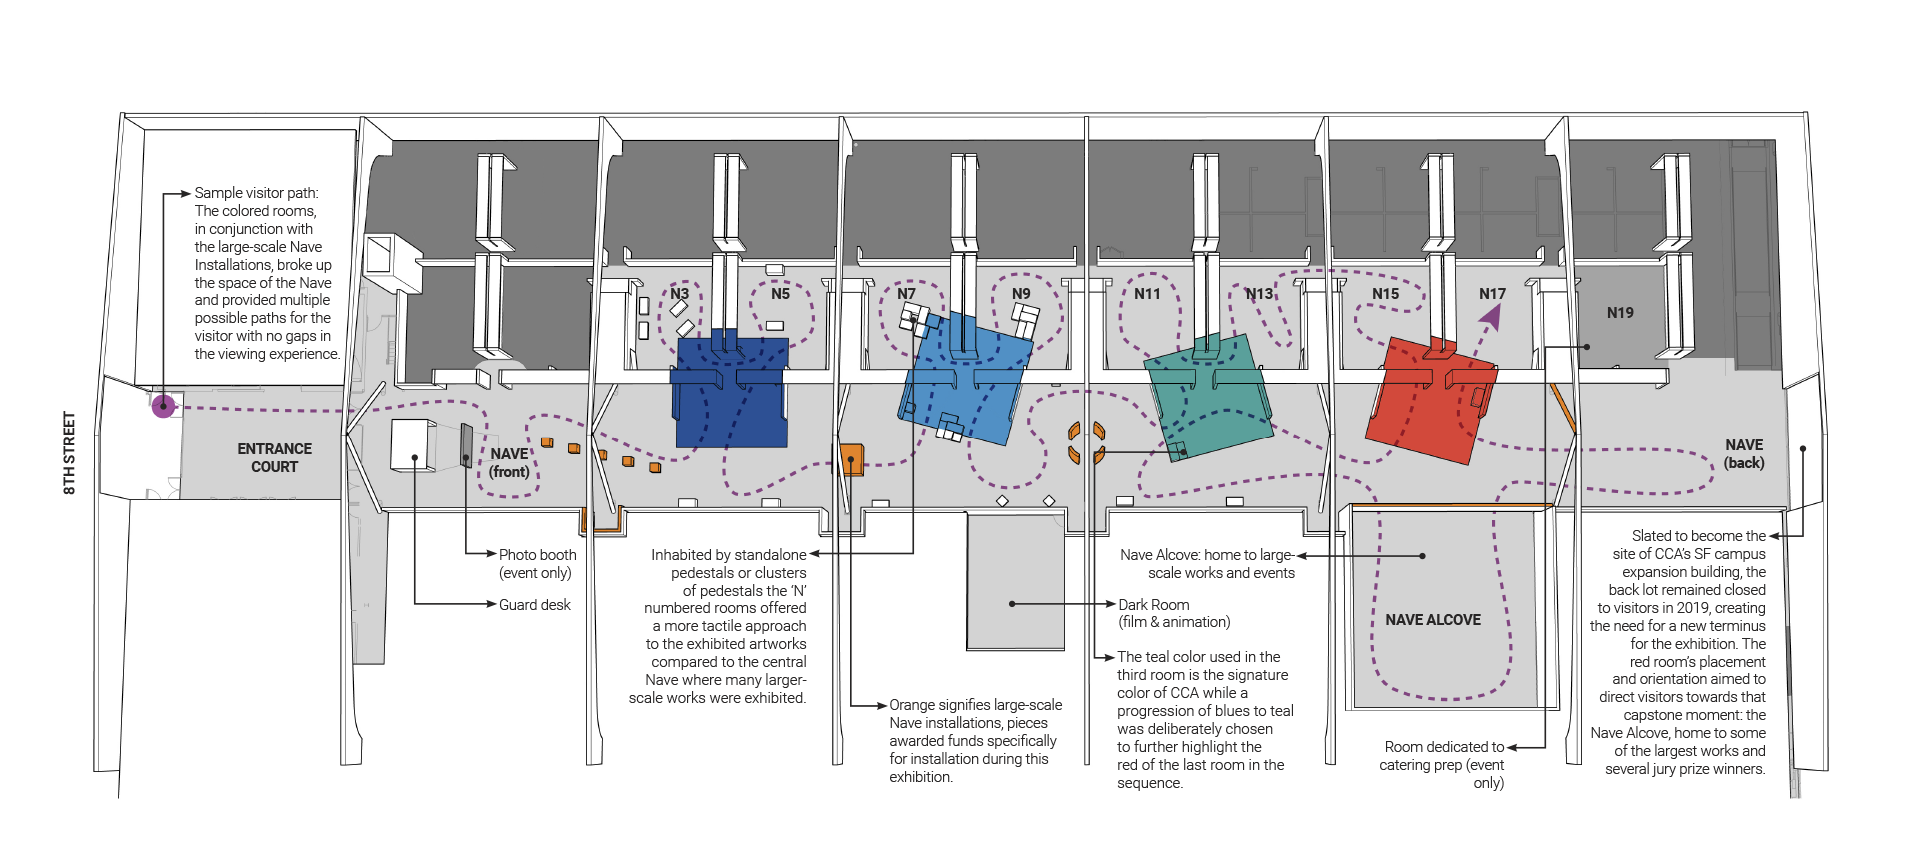 Sample visitor path:
The colored rooms,
in conjunction with
the large-scale Nave
Installations, broke up
the space of the Nave
and provided multiple
possible paths for the
visitor with no gaps in
the viewing experience.
N3
N5
N7
N9
N11
N13
N15
N17
N19
8TH STREET
ENTRANCE
COURT
NAVE
(front)
NAVE
(back)
Photo booth
(event only)
Guard desk
Inhabited by standalone
pedestals or clusters
of pedestals the ‘N’
numbered rooms offered
a more tactile approach
to the exhibited artworks
compared to the central
Nave where many larger-
scale works were exhibited.
Orange signifies large-scale
Nave installations, pieces
awarded funds specifically
for installation during this
exhibition.
Nave Alcove: home to large-
scale works and events
Dark Room
(film & animation)
The teal color used in the
third room is the signature
color of CCA while a
progression of blues to teal
was deliberately chosen
to further highlight the
red of the last room in the
sequence.
NAVE ALCOVE
Room dedicated to
catering prep (event
only)
Slated to become the
site of CCA’s SF campus
expansion building, the
back lot remained closed
to visitors in 2019, creating
the need for a new terminus
for the exhibition. The
red room’s placement
and orientation aimed to
direct visitors towards that
capstone moment: the
Nave Alcove, home to some
of the largest works and
several jury prize winners.